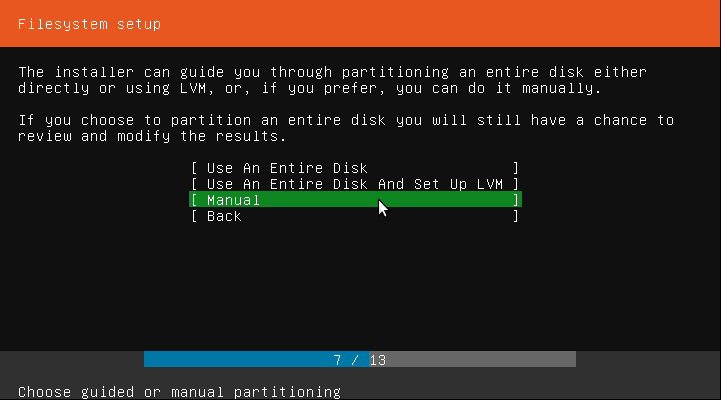 Filesystem setup
The installer can guide you through partitioning an entire disk either
directly or using LVM, or, if you prefer, you can do it manually.
If you choose to partition an entire disk you will still have a chance to
review and modify the results.
[ Use An Entire Disk ]
[ Use An Entire Disk And Set Up LVM ]
[ Manual ]
[ Back ]
7 / 13
Choose guided or manual partitioning